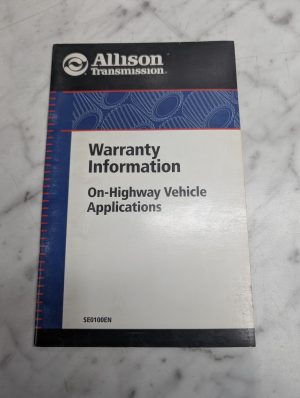 Allison
Transmission.
Warranty
Information
On-Highway Vehicle
Applications
SE0100EN